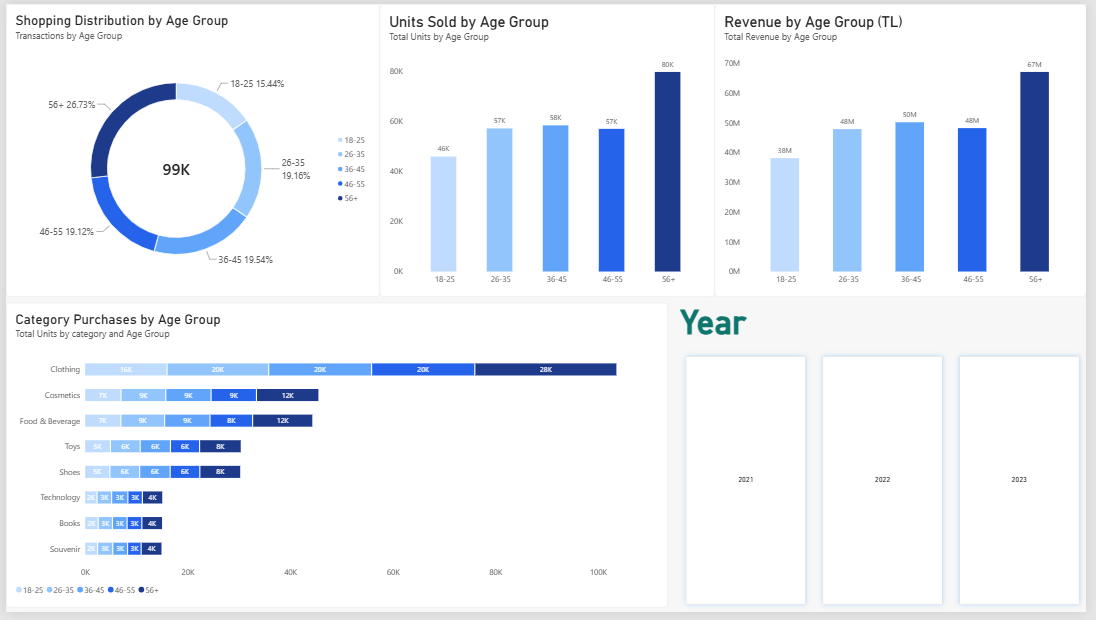 Shopping Distribution by Age Group
Transactions by Age Group
18-25 15.44%
56+ 26.73%
26-35
19.16%
99K
46-55 19.12%
36-45 19.54%
18-25
26-35
36-45
46-55
56+
Units Sold by Age Group
Total Units by Age Group
80K
60K
40K
20K
0K
46K
57K
58K
57K
80K
18-25
26-35
36-45
46-55
56+
Revenue by Age Group (TL)
Total Revenue by Age Group
70M
60M
50M
40M
30M
20M
10M
0M
38M
48M
50M
48M
67M
18-25
26-35
36-45
46-55
56+
Category Purchases by Age Group
Total Units by category and Age Group
Clothing 16K 20K 20K 20K 28K
Cosmetics 7K 9K 9K 9K 12K
Food & Beverage 7K 9K 9K 8K 12K
Toys 5K 6K 6K 6K 8K
Shoes 5K 6K 6K 6K 8K
Technology 2K 3K 3K 3K 4K
Books 2K 3K 3K 3K 4K
Souvenir 2K 3K 3K 3K 4K
0K 20K 40K 60K 80K 100K
18-25 26-35 36-45 46-55 56+
Year
2021
2022
2023